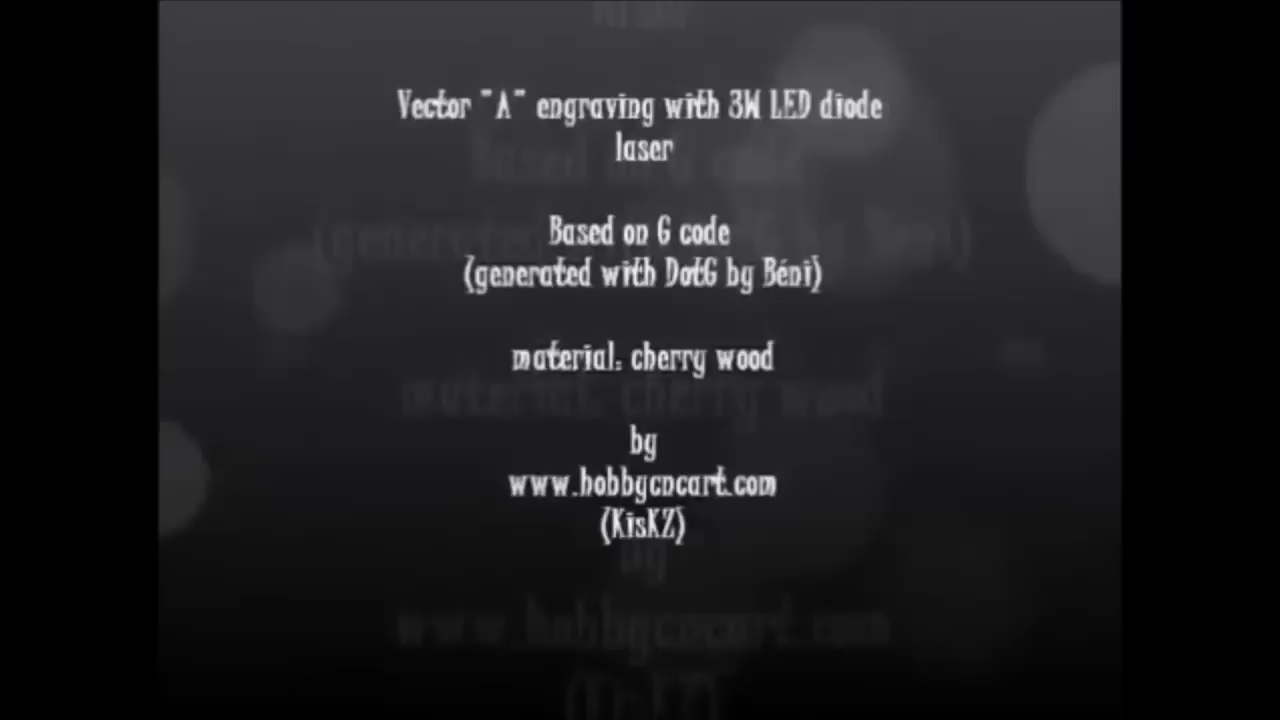 Vector "A" engraving with 3W LED diode
laser
Based on G code
(generated with DotG by Béni)
material: cherry wood
by
www.hobbycncart.com
(KisKZ)